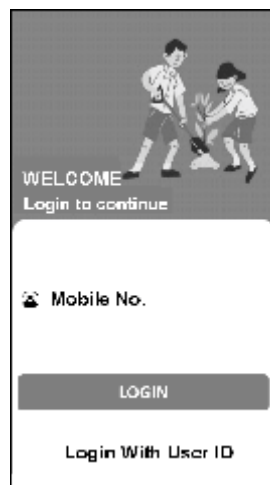 WELCOME
Login to continue
Mobile No.
LOGIN
Login With User ID